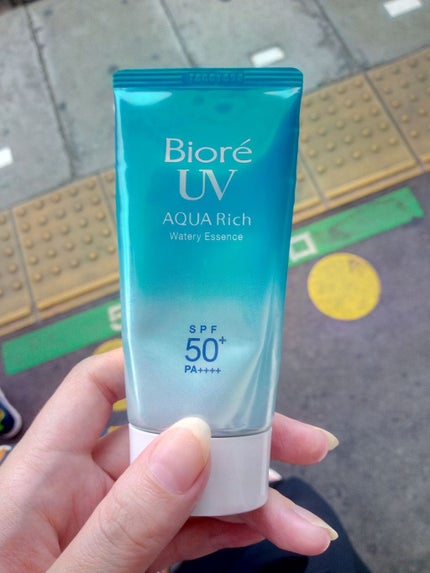 Bioré
UV
AQUA Rich
Watery Essence
SPF
50+
PA++++